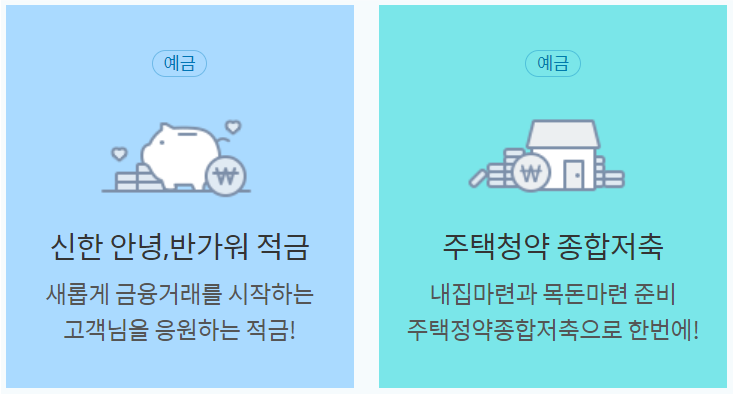 예금
신한 안녕,반가워 적금
새롭게 금융거래를 시작하는
고객님을 응원하는 적금!
예금
주택청약 종합저축
내집마련과 목돈마련 준비
주택정약종합저축으로 한번에!